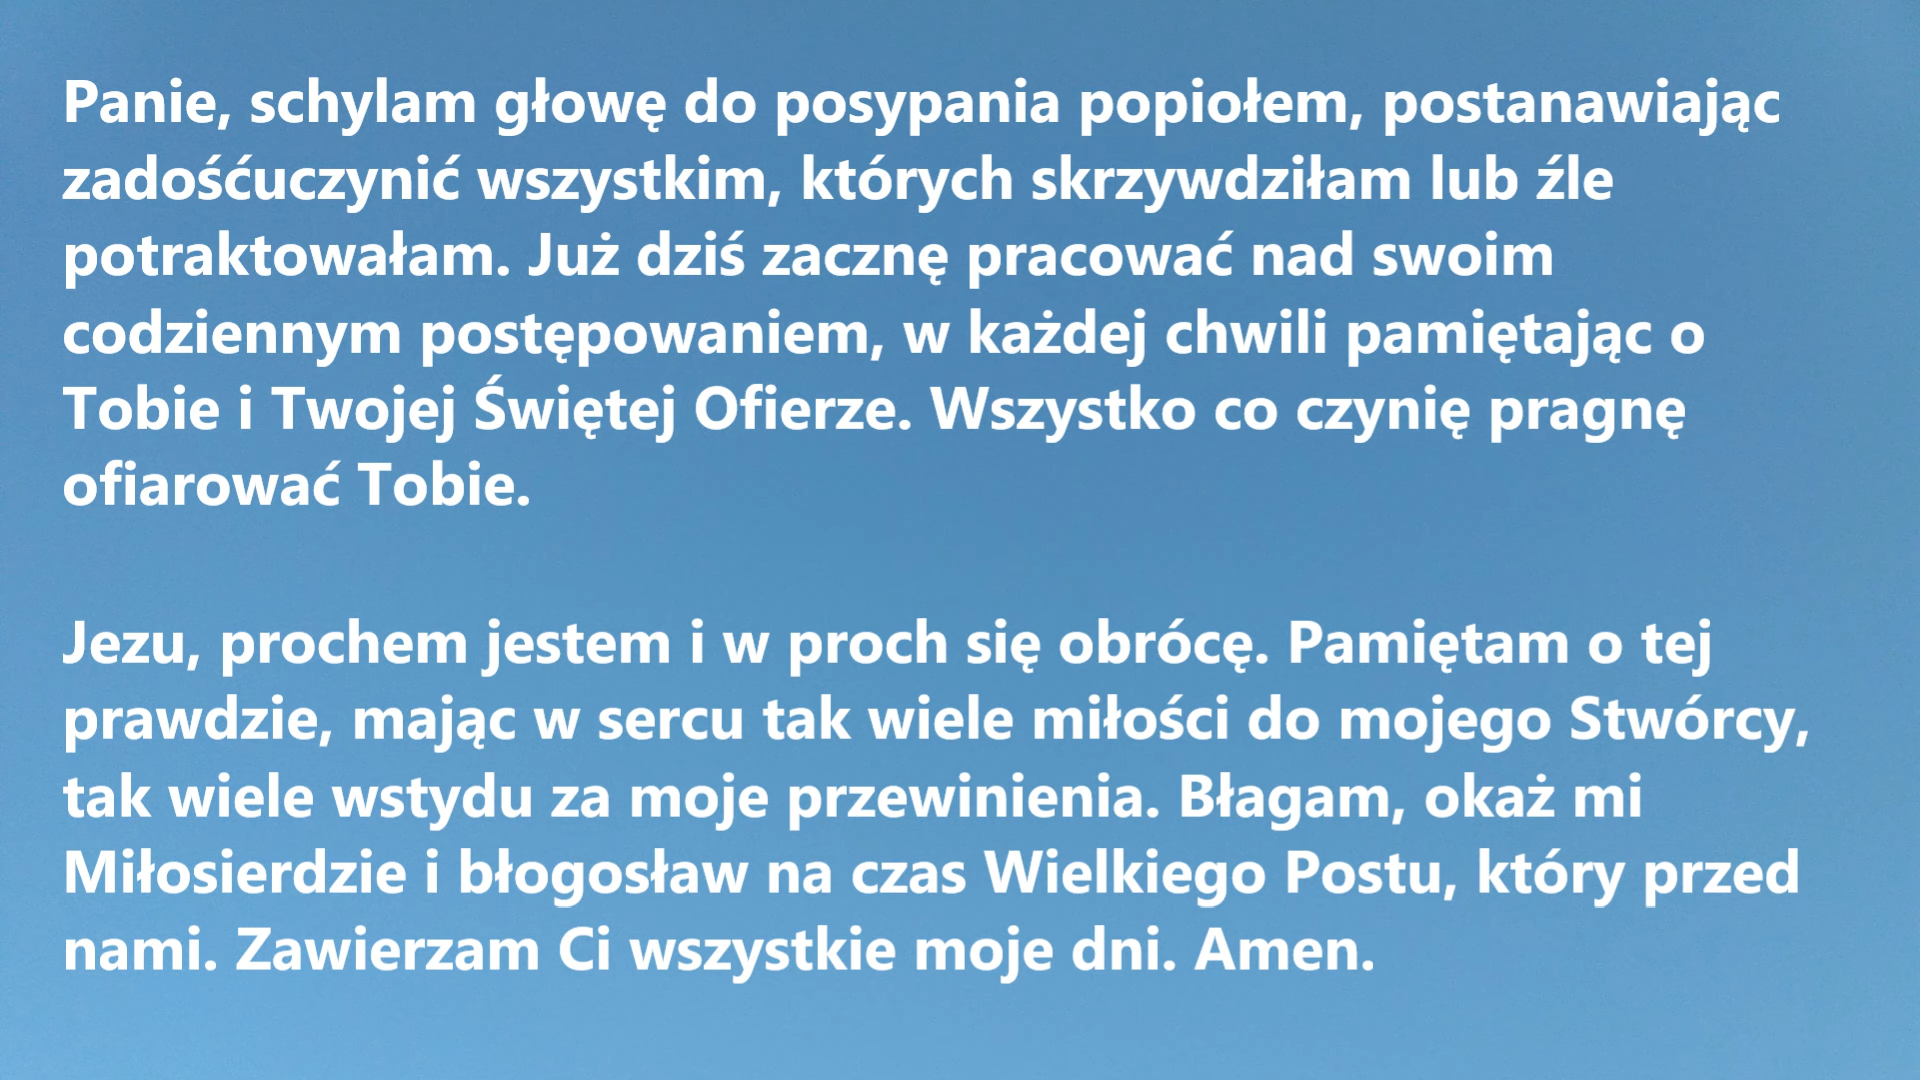 Panie, schylam głowę do posypania popiołem, postanawiając
zadośćuczynić wszystkim, których skrzywdziłam lub źle
potraktowałam. Już dziś zacznę pracować nad swoim
codziennym postępowaniem, w każdej chwili pamiętając o
Tobie i Twojej Świętej Ofierze. Wszystko co czynię pragnę
ofiarować Tobie.
Jezu, prochem jestem i w proch się obrócę. Pamiętam o tej
prawdzie, mając w sercu tak wiele miłości do mojego Stwórcy,
tak wiele wstydu za moje przewinienia. Błagam, okaż mi
Miłosierdzie i błogosław na czas Wielkiego Postu, który przed
nami. Zawierzam Ci wszystkie moje dni. Amen.